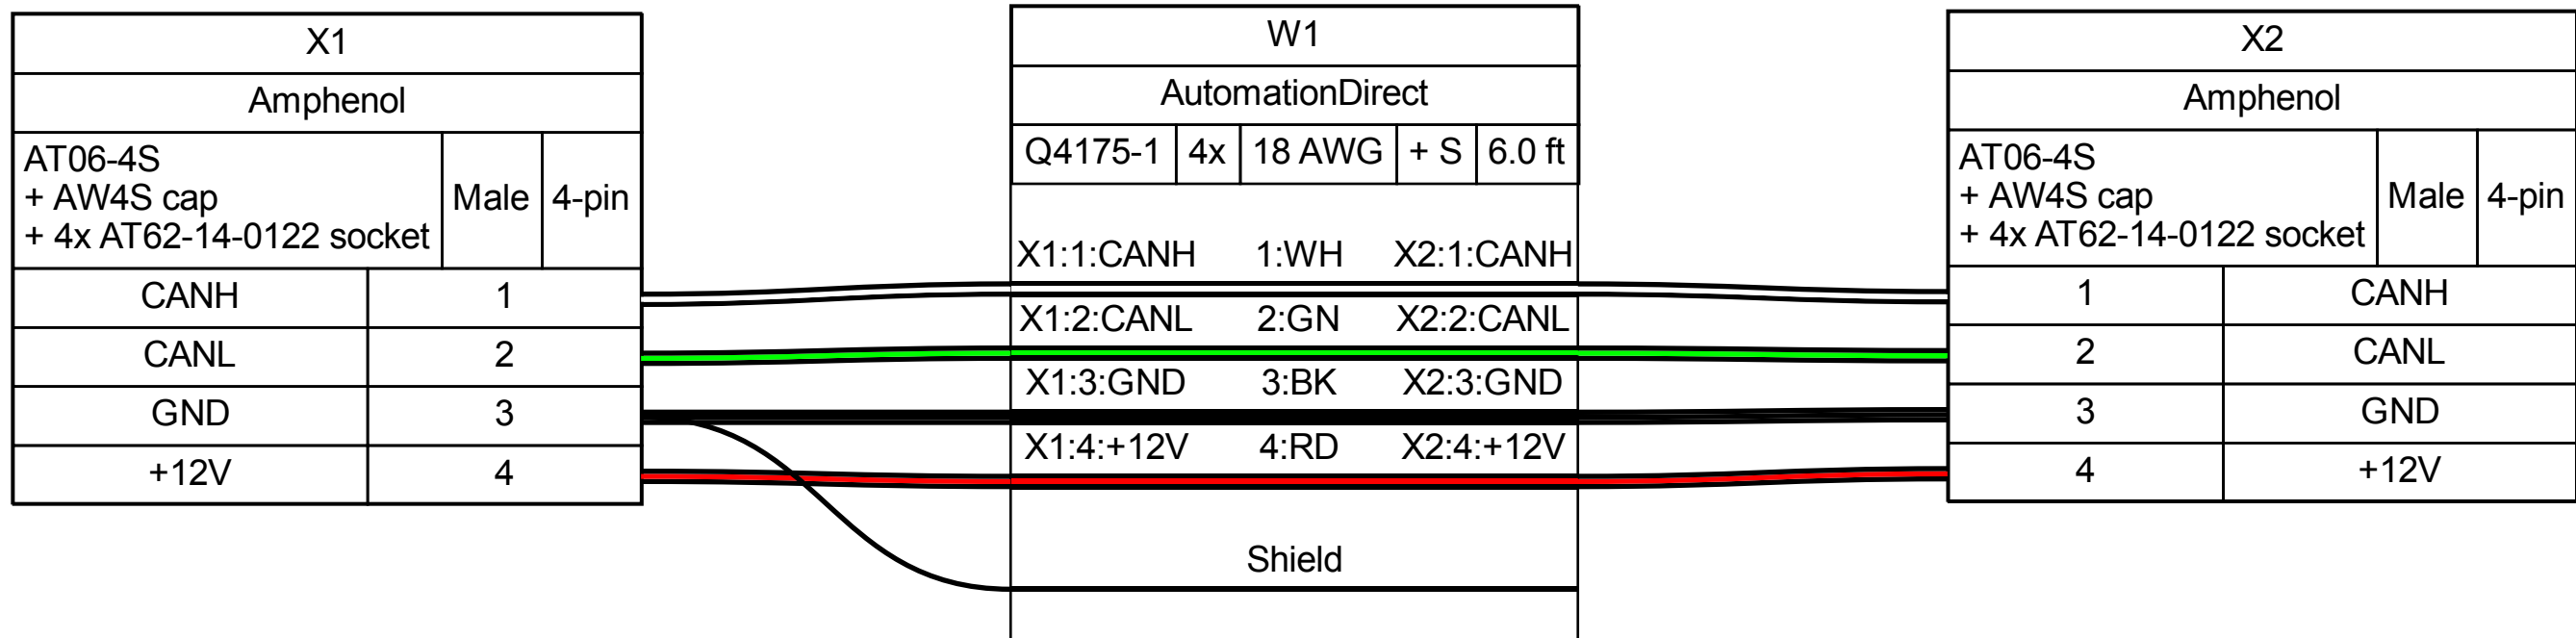 X1
Amphenol
AT06-4S
+ AW4S cap
+ 4x AT62-14-0122 socket
Male
4-pin
CANH 1
CANL 2
GND 3
+12V 4
W1
AutomationDirect
Q4175-1 4x 18 AWG + S 6.0 ft
X1:1:CANH 1:WH X2:1:CANH
X1:2:CANL 2:GN X2:2:CANL
X1:3:GND 3:BK X2:3:GND
X1:4:+12V 4:RD X2:4:+12V
Shield
X2
Amphenol
AT06-4S
+ AW4S cap
+ 4x AT62-14-0122 socket
Male
4-pin
1 CANH
2 CANL
3 GND
4 +12V